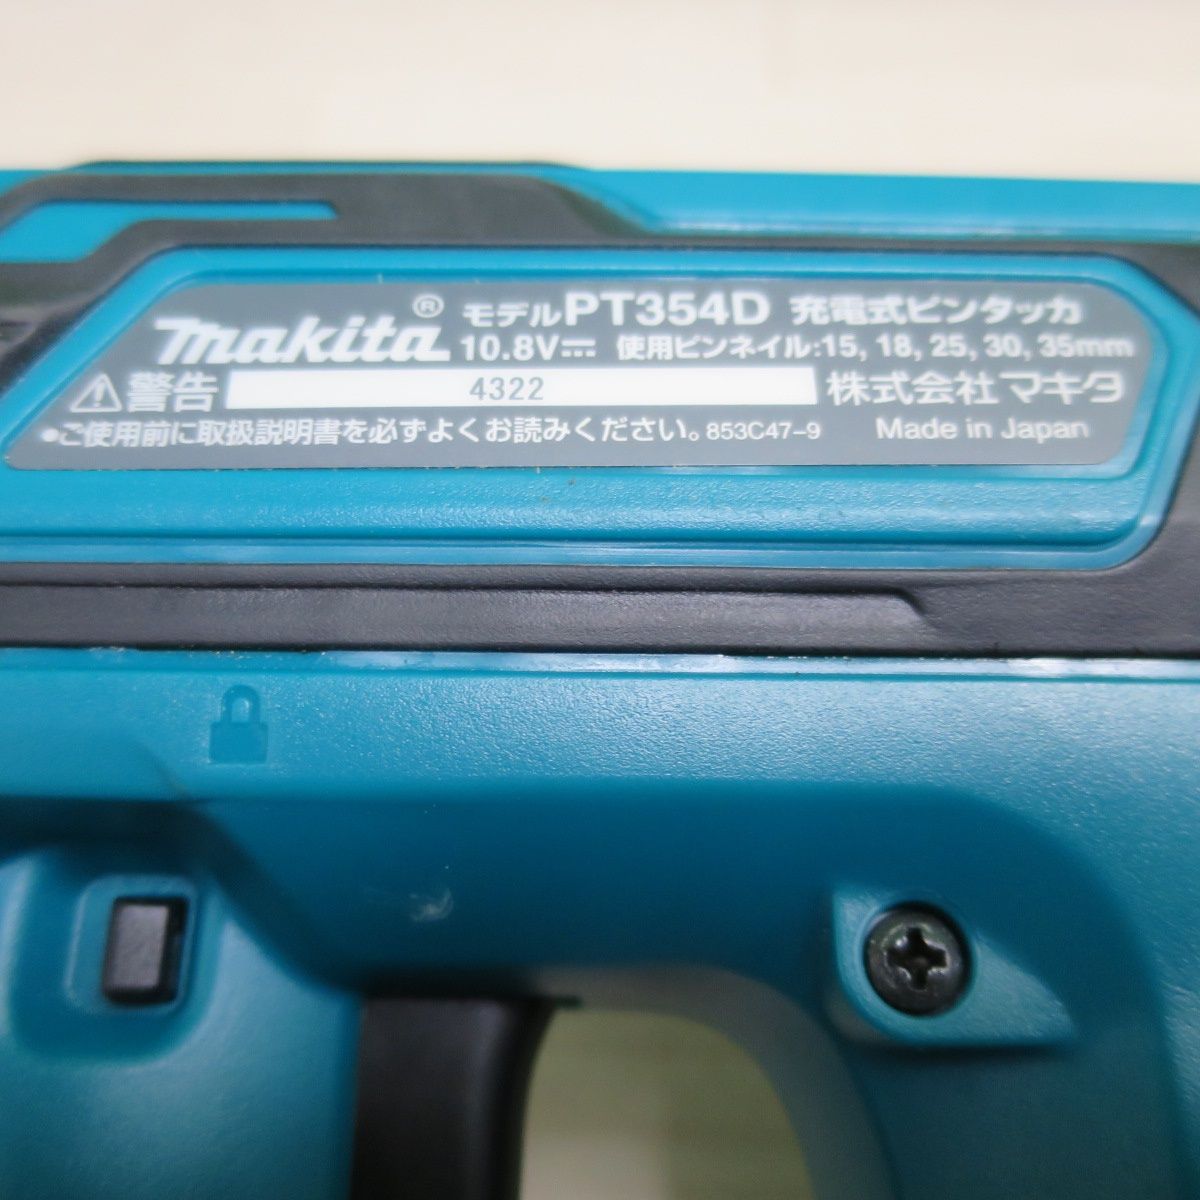 makita® モデルPT354D 充電式ピンタッカ
10.8V⎓ 使用ピンネイル:15, 18, 25, 30, 35mm
⚠警告 4322 株式会社マキタ
●ご使用前に取扱説明書を必ずよくお読みください。853C47-9 Made in Japan